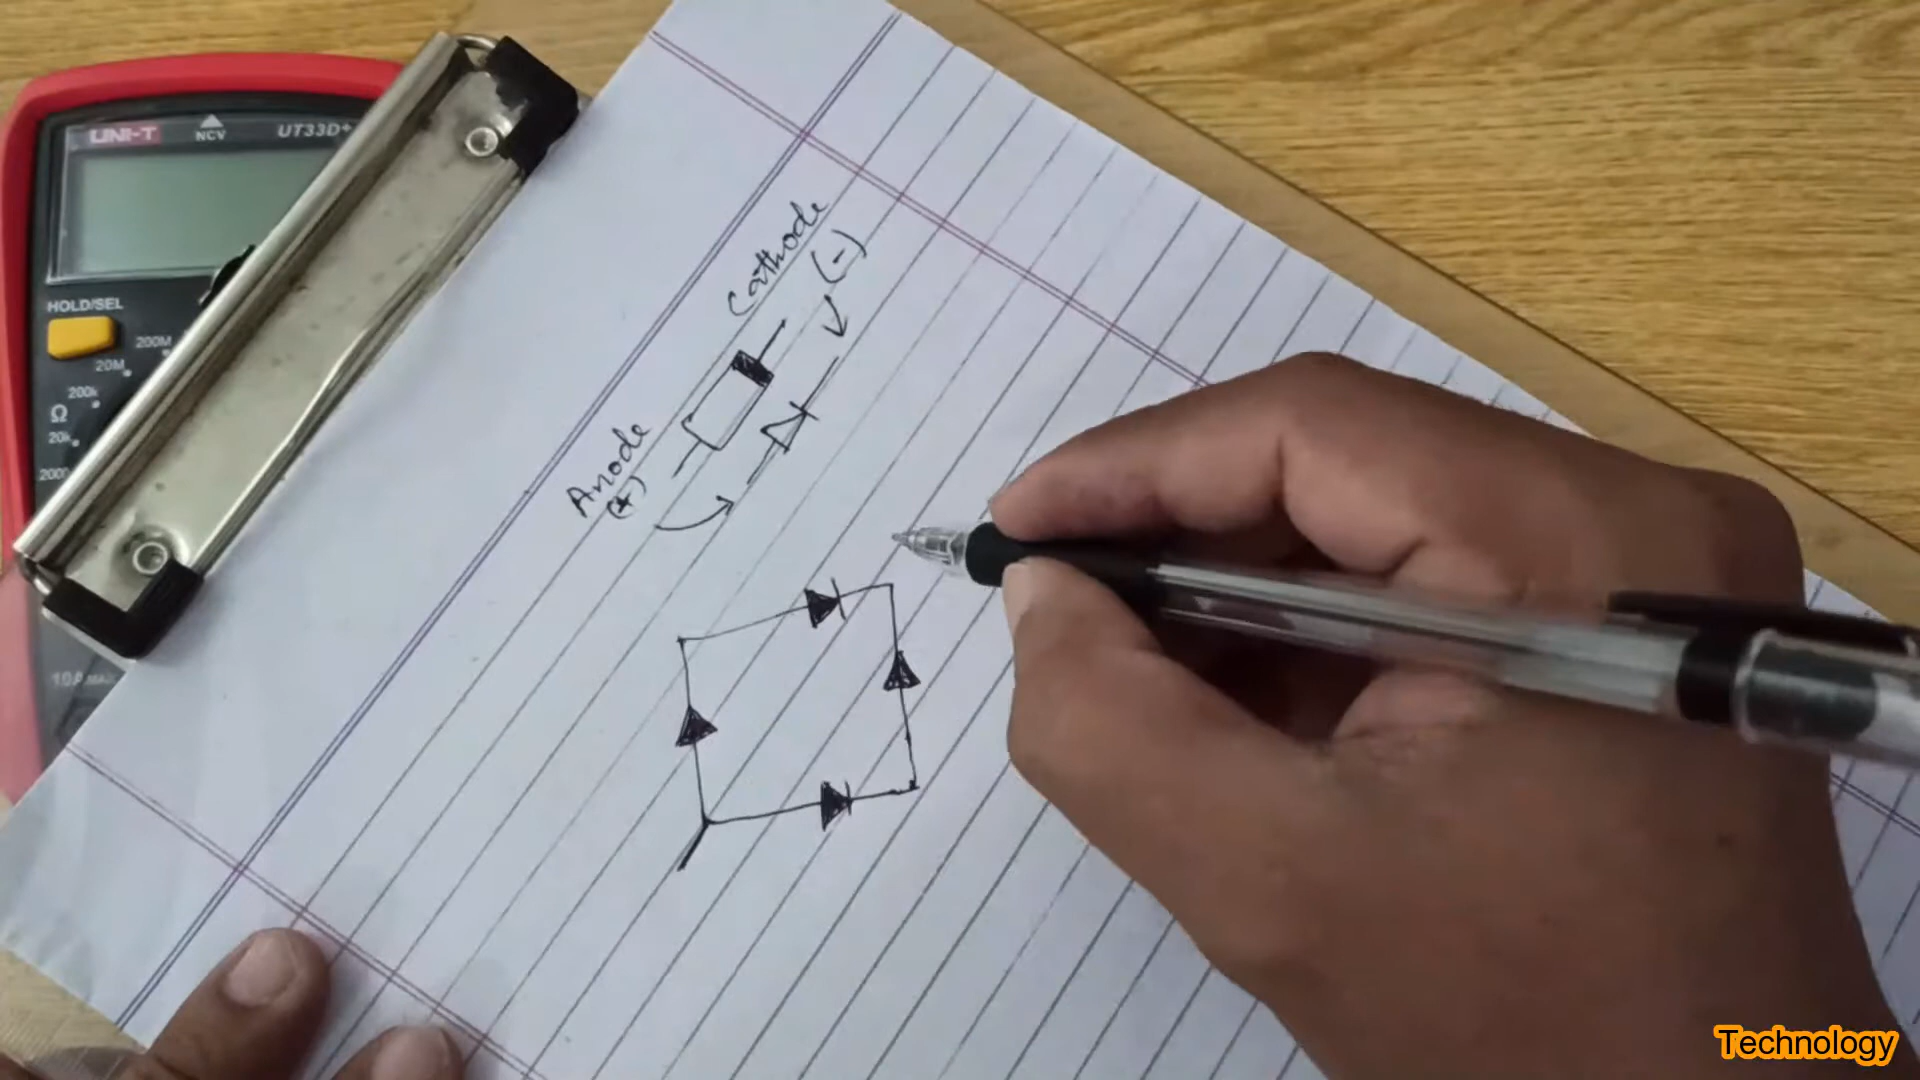 UNI-T
NCV
UT33D+
HOLD/SEL
200M
20M
200k
Ω
20k
2000
10A MAX
Cathode
(-)
Anode
(+)
Technology